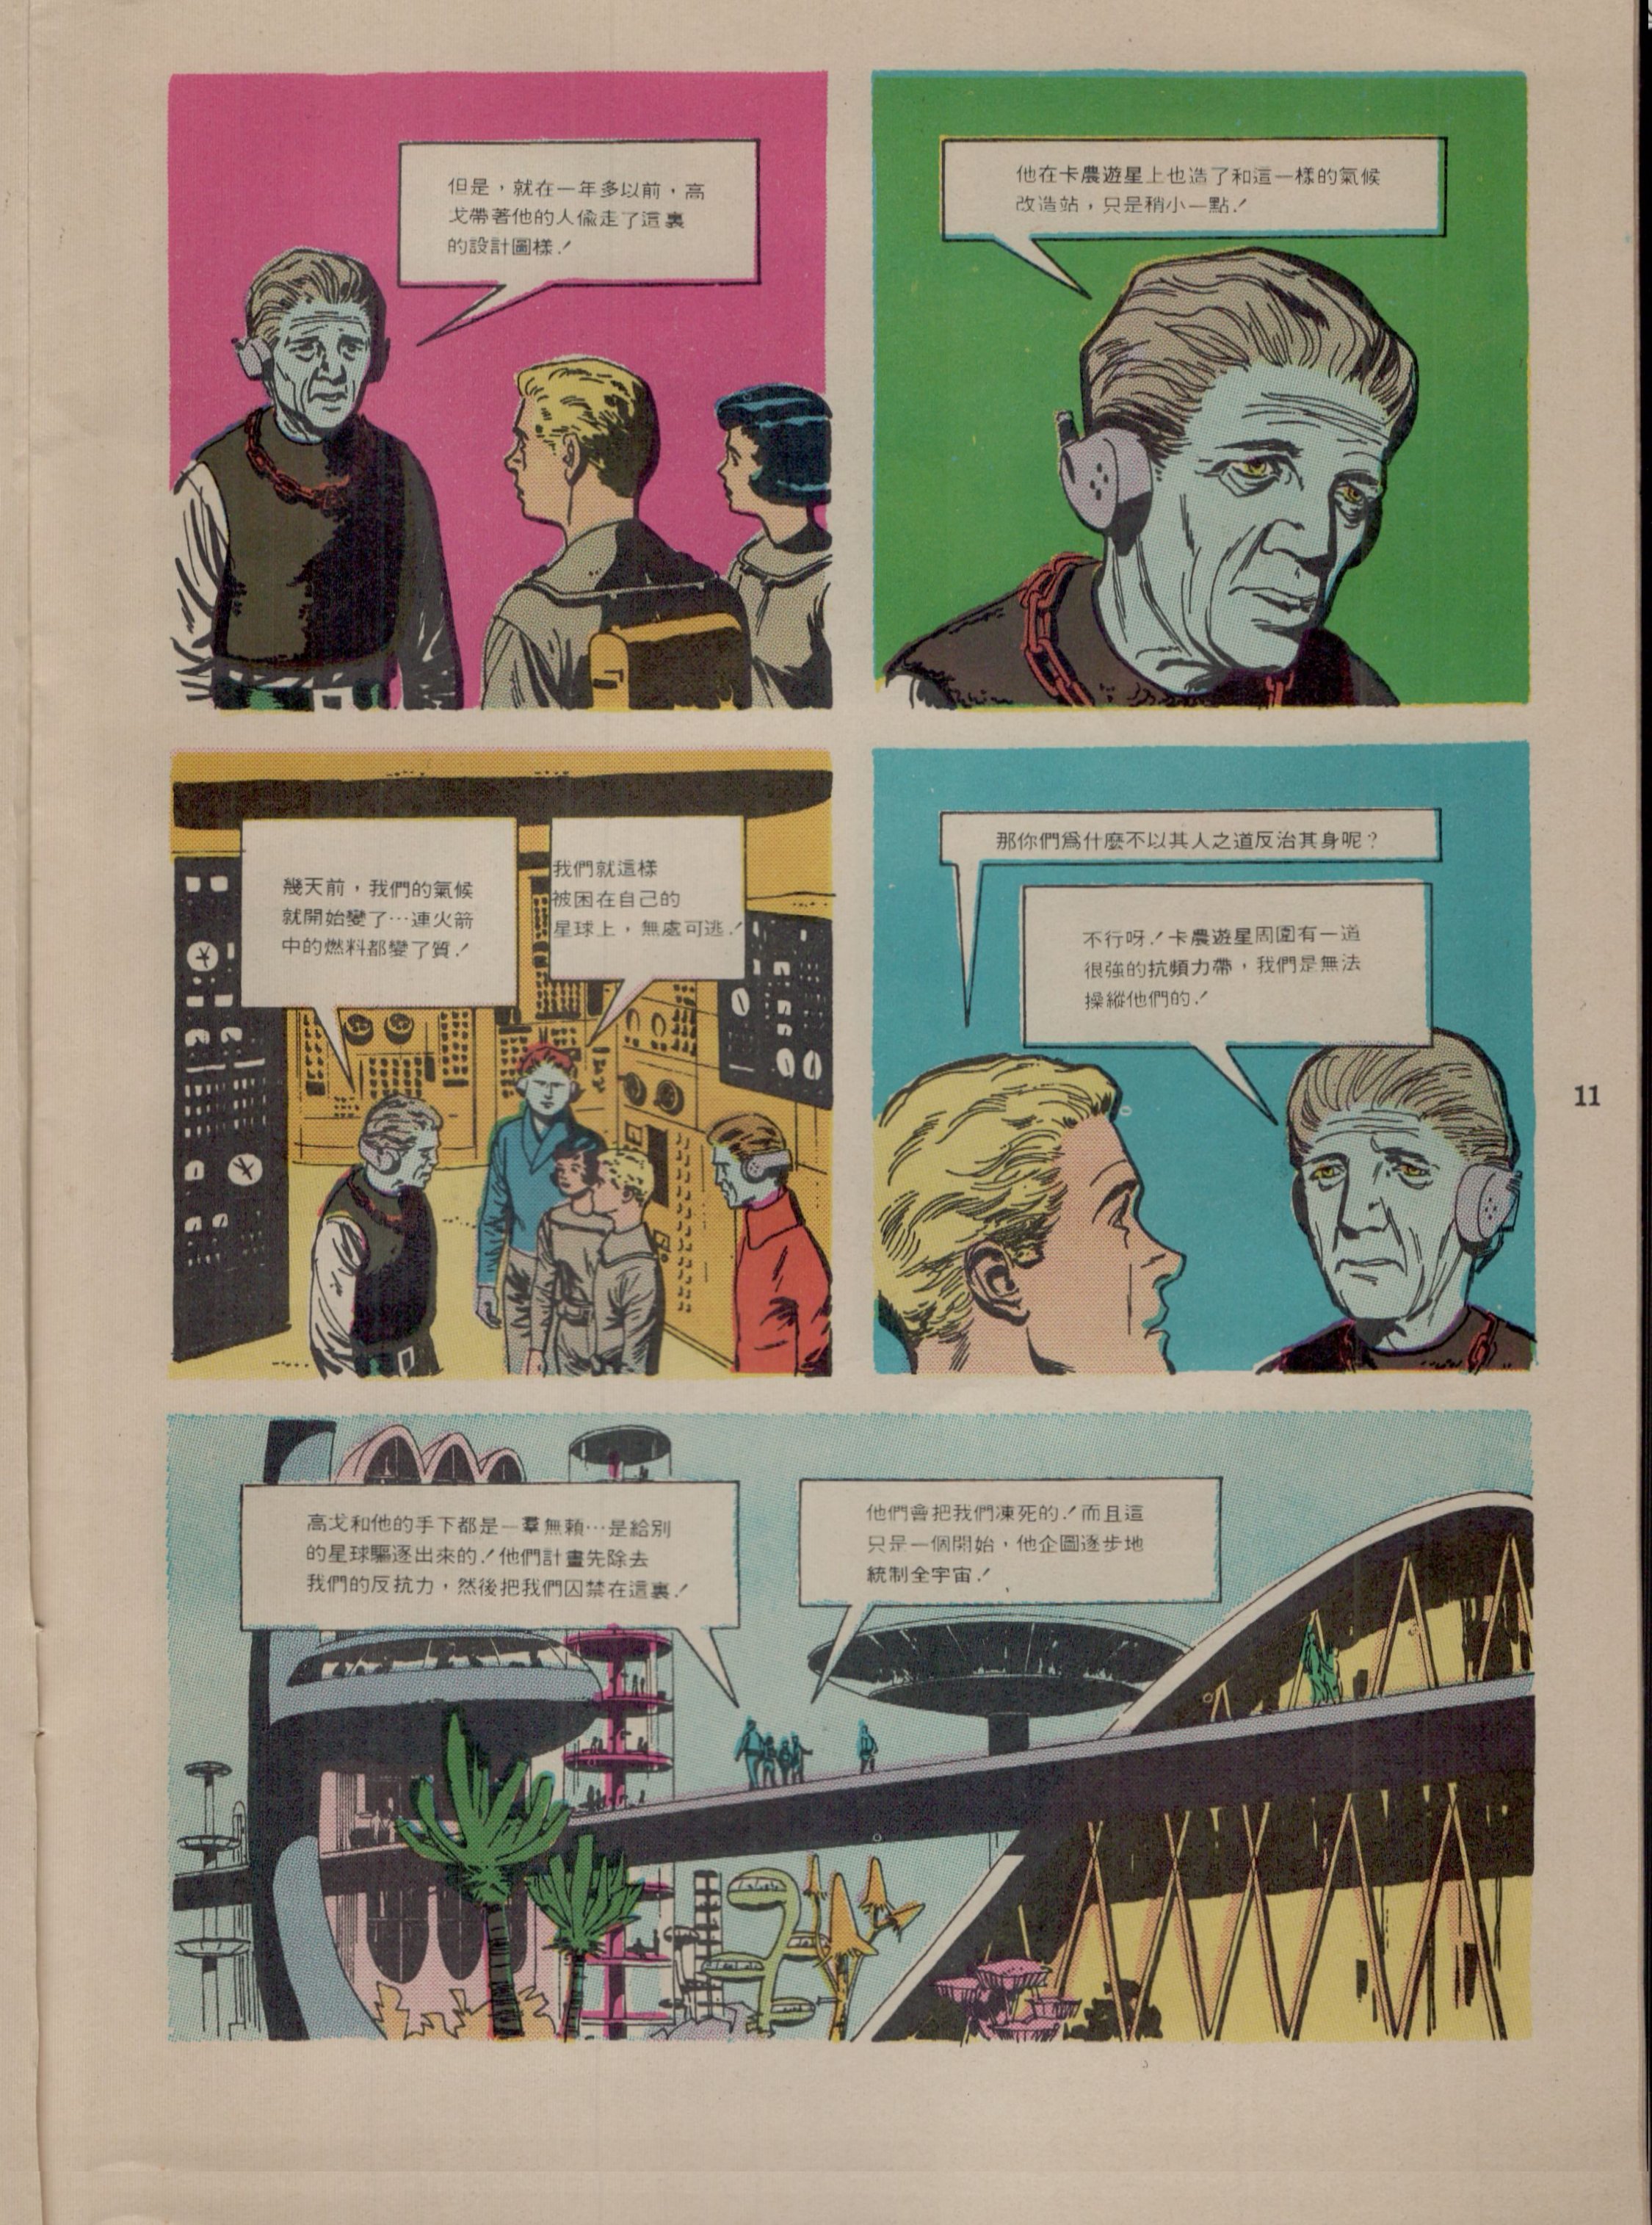 但是，就在一年多以前，高
戈帶著他的人偸走了這裏
的設計圖樣！
他在卡農遊星上也造了和這一樣的氣候
改造站，只是稍小一點！
幾天前，我們的氣候
就開始變了…連火箭
中的燃料都變了質！
我們就這樣
被困在自己的
星球上，無處可逃！
那你們爲什麼不以其人之道反治其身呢？
不行呀！卡農遊星周圍有一道
很強的抗頻力帶，我們是無法
操縱他們的！
11
高戈和他的手下都是一羣無賴…是給別
的星球驅逐出來的！他們計畫先除去
我們的反抗力，然後把我們囚禁在這裏！
他們會把我們凍死的！而且這
只是一個開始，他企圖逐步地
統制全宇宙！